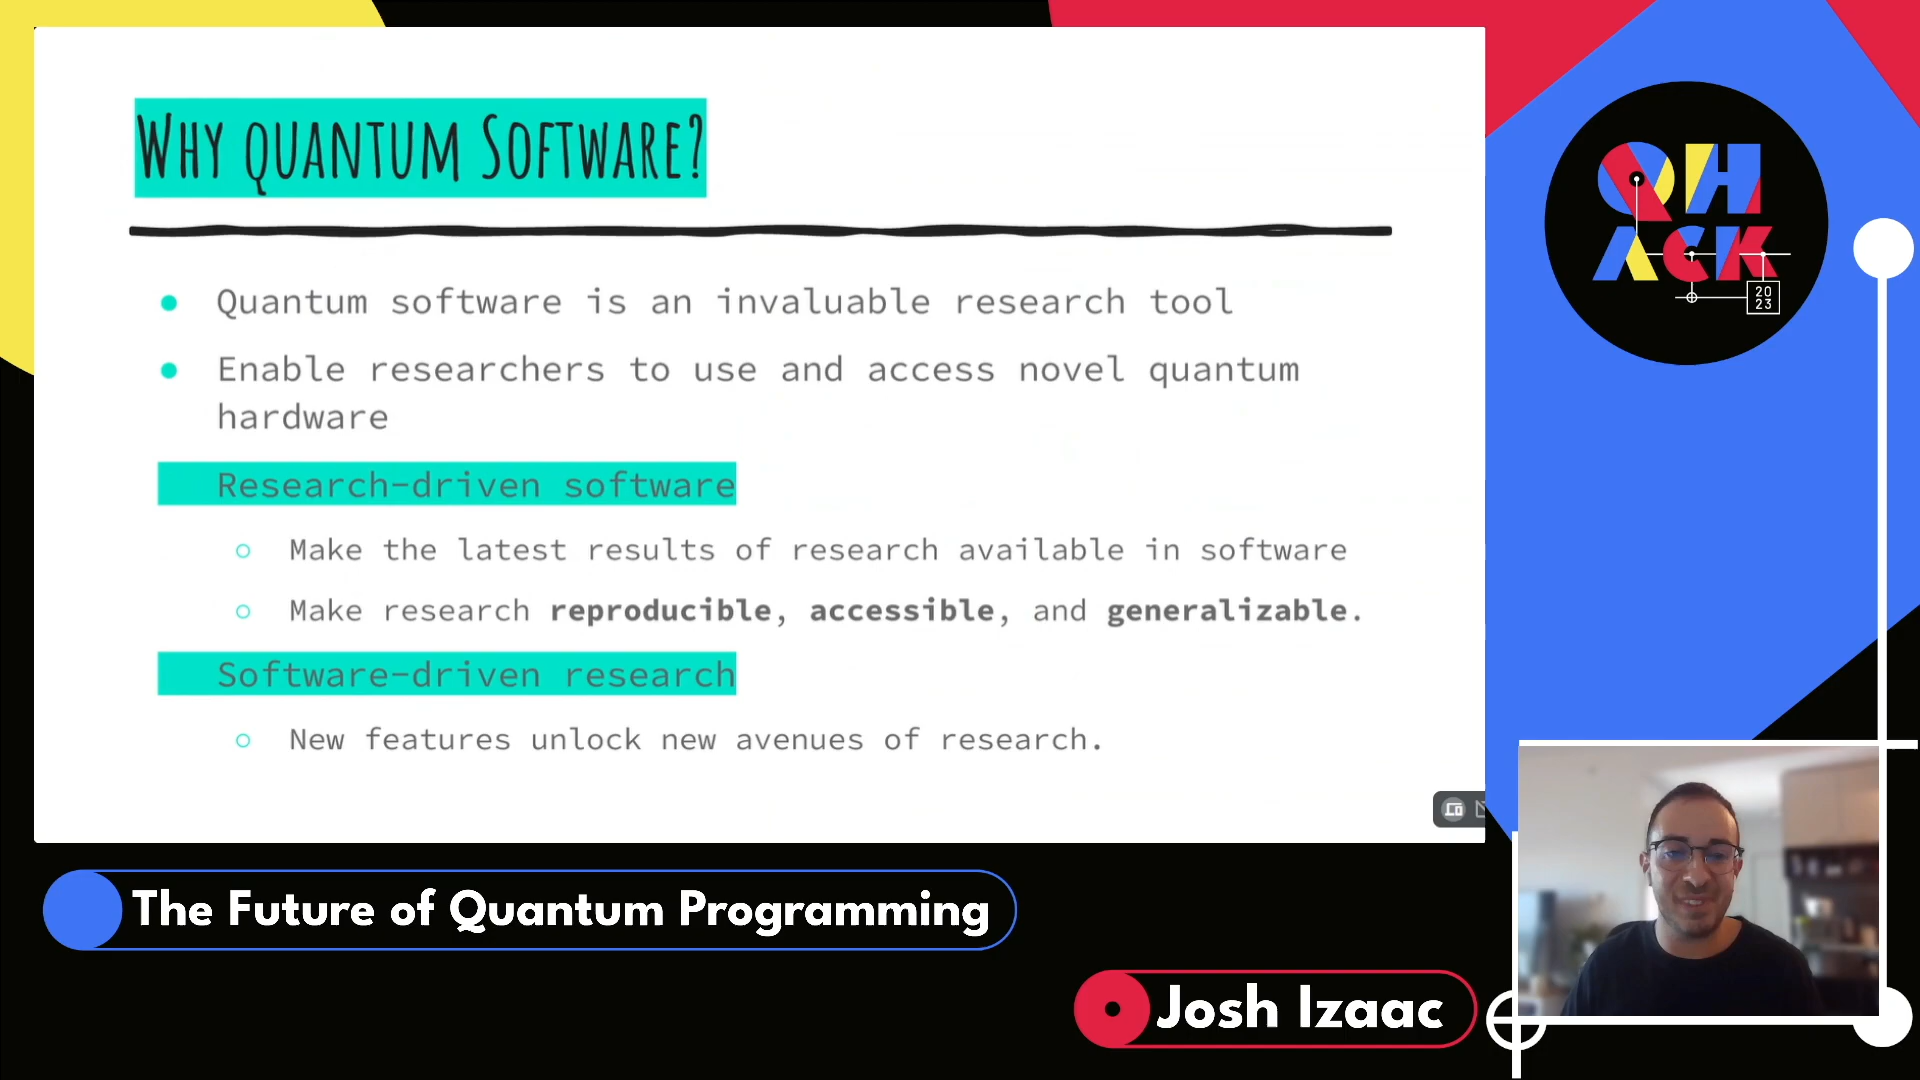 Why quantum Software?
Quantum software is an invaluable research tool
Enable researchers to use and access novel quantum
hardware
Research-driven software
Make the latest results of research available in software
Make research reproducible, accessible, and generalizable.
Software-driven research
New features unlock new avenues of research.
QH
ACK
20
23
The Future of Quantum Programming
Josh Izaac